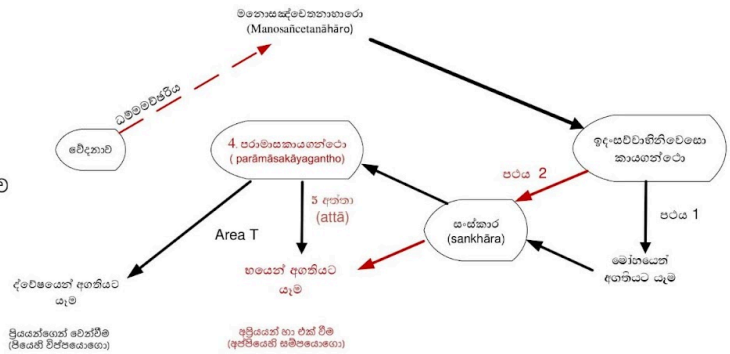 මනොසඤ්චේතනාහාරො
(Manosañcetanāhāro)
ධම්මමච්ඡරිය
වේදනාව
4. පරාමාසකායගන්ථො
( parāmāsakāyagantho)
ඉදංසච්චාභිනිවෙසො
කායගන්ථො
පථය 2
5 අත්තා
(attā)
සංස්කාර
(sankhāra)
පථය 1
Area T
භයෙන් අගතියට
යෑම
මෝහයෙන්
අගතියට යෑම
ද්වේෂයෙන් අගතියට
යෑම
ප්‍රියයන්ගෙන් වෙන්වීම
(පියෙහි විප්පයොගො)
අප්‍රියයන් හා එක් වීම
(අප්පියෙහි සම්පයොගො)